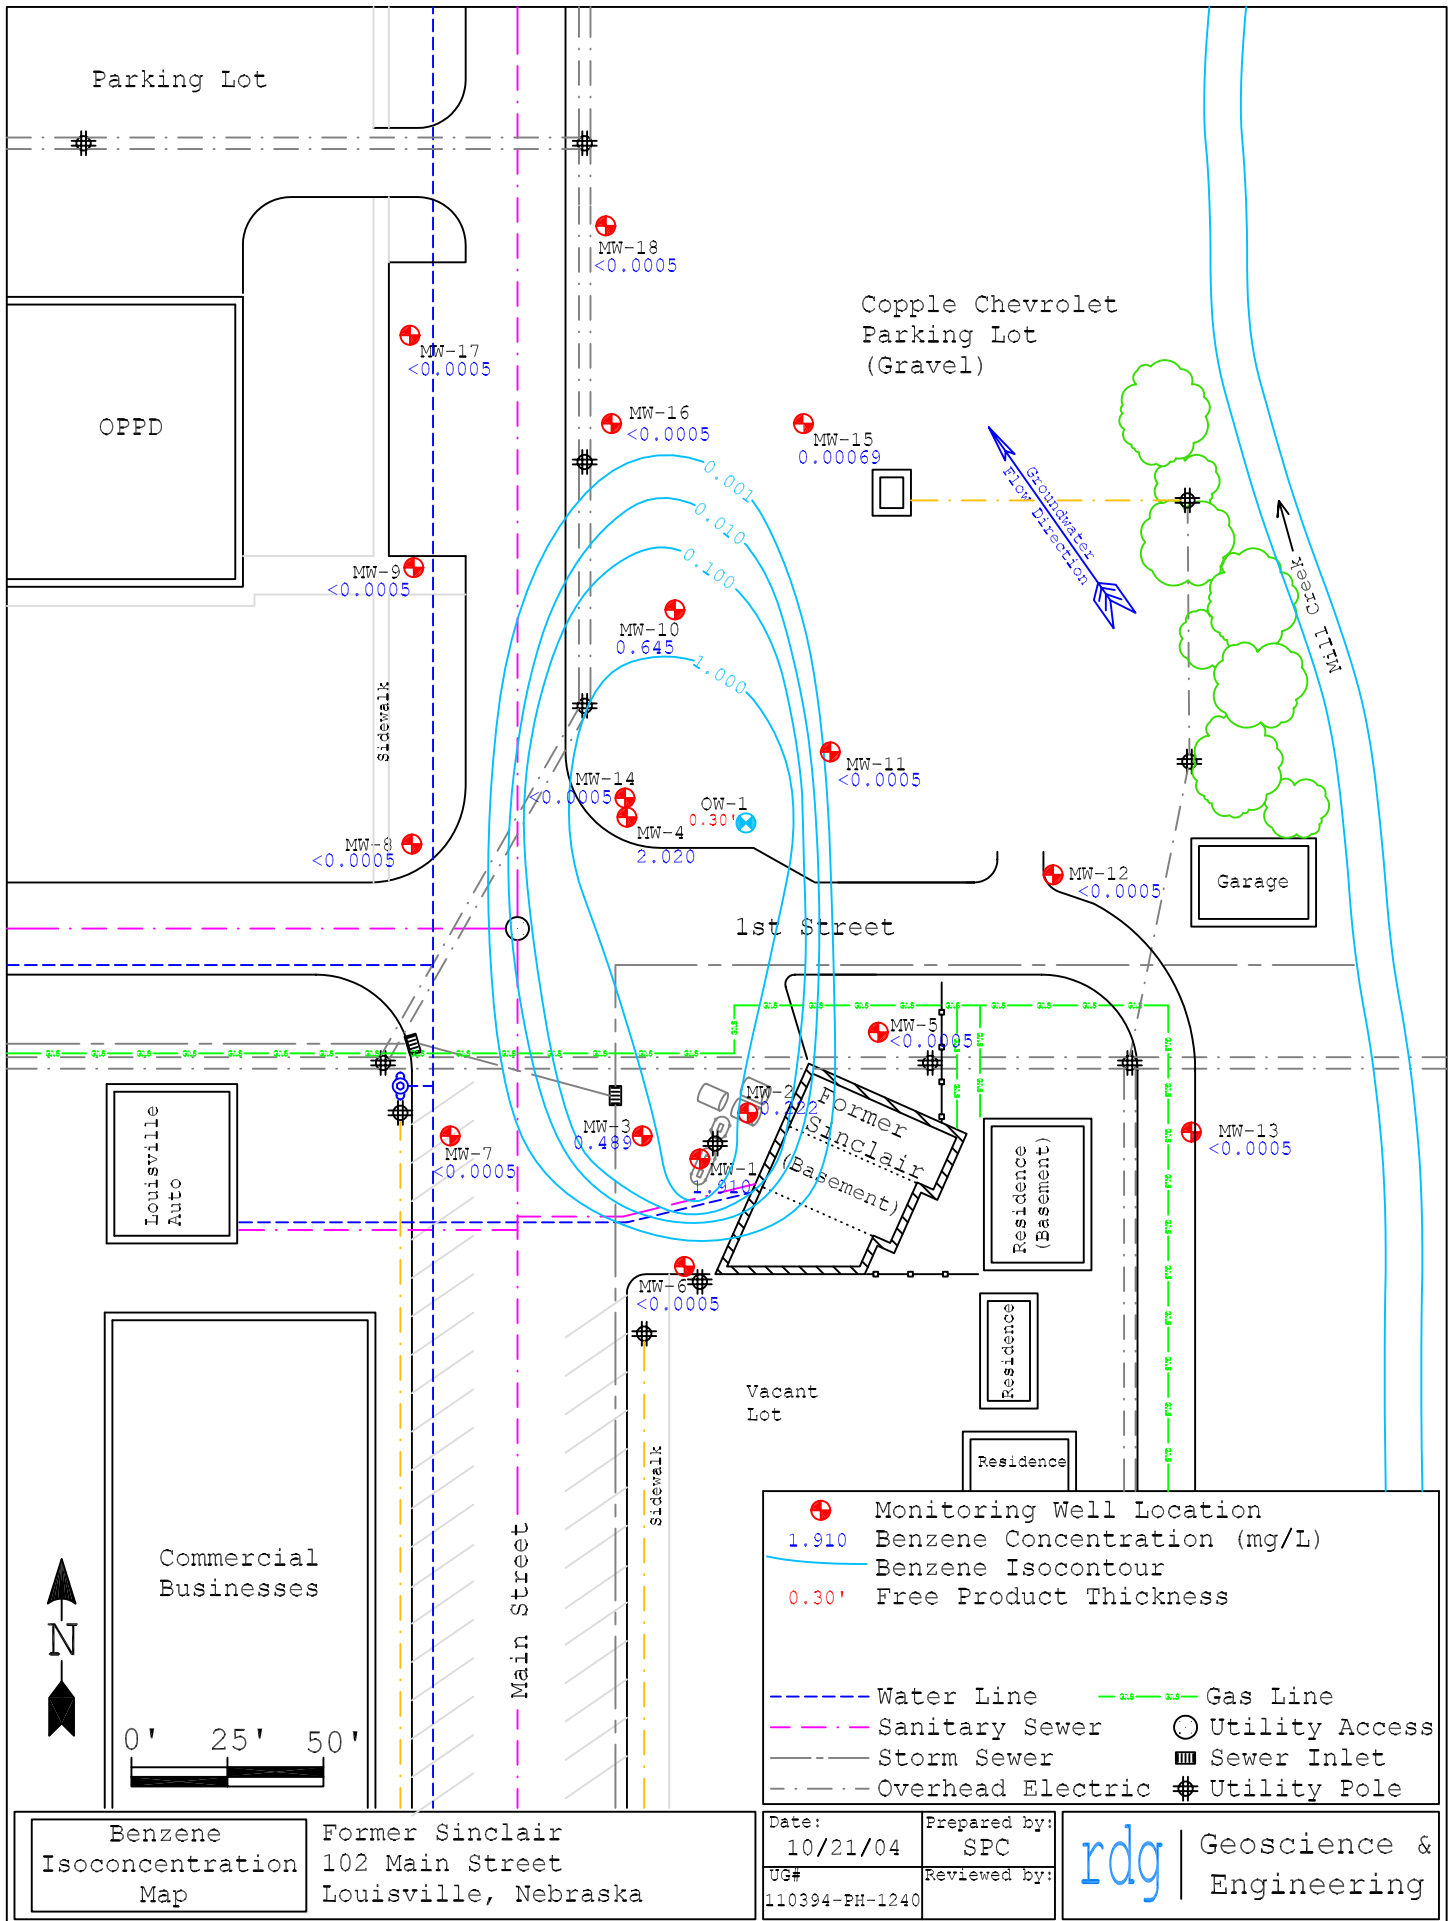 Parking Lot
MW-18
<0.0005
Copple Chevrolet
Parking Lot
(Gravel)
MW-17
<0.0005
OPPD
MW-16
<0.0005
MW-15
0.00069
0.001
0.010
0.100
1.000
Groundwater
Flow Direction
Mill Creek
MW-9
<0.0005
MW-10
0.645
Sidewalk
MW-11
<0.0005
MW-14
<0.0005
OW-1
0.30'
MW-4
2.020
MW-8
<0.0005
MW-12
<0.0005
Garage
1st Street
MW-5
<0.0005
MW-2
0.222
MW-3
0.489
MW-1
1.910
Former
Sinclair
(Basement)
MW-7
<0.0005
Louisville
Auto
MW-13
<0.0005
Residence
(Basement)
MW-6
<0.0005
Residence
Vacant
Lot
Residence
Sidewalk
Main Street
Commercial
Businesses
N
0' 25' 50'
Monitoring Well Location
1.910 Benzene Concentration (mg/L)
Benzene Isocontour
0.30' Free Product Thickness
Water Line
GAS GAS Gas Line
Sanitary Sewer
Utility Access
Storm Sewer
Sewer Inlet
Overhead Electric
Utility Pole
Benzene
Isoconcentration
Map
Former Sinclair
102 Main Street
Louisville, Nebraska
Date:
10/21/04
Prepared by:
SPC
UG#
110394-PH-1240
Reviewed by:
rdg
Geoscience &
Engineering